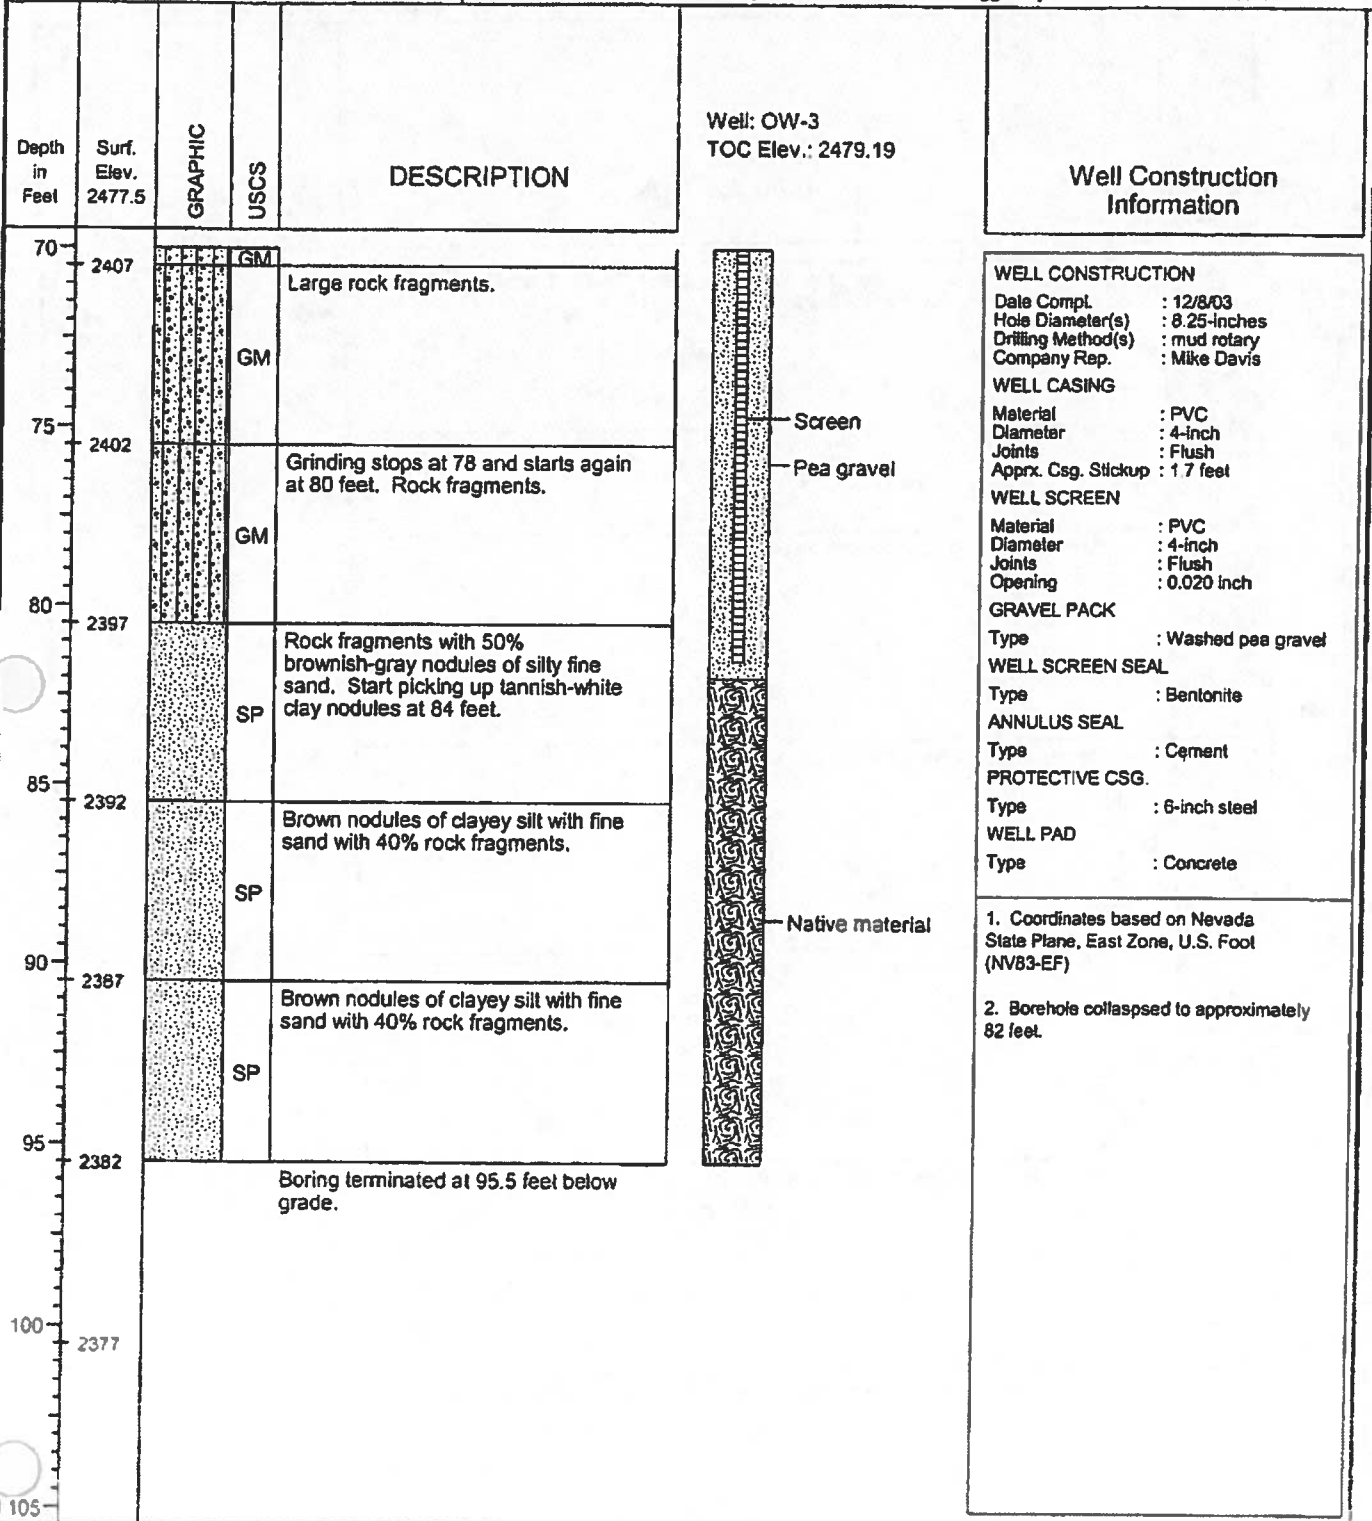 Depth
in
Feet
Surf.
Elev.
2477.5
GRAPHIC
USCS
DESCRIPTION
Well: OW-3
TOC Elev.: 2479.19
Well Construction
Information
70
2407
GM
Large rock fragments.
GM
75
2402
Grinding stops at 78 and starts again
at 80 feet. Rock fragments.
GM
80
2397
Rock fragments with 50%
brownish-gray nodules of silty fine
sand. Start picking up tannish-white
clay nodules at 84 feet.
SP
85
2392
Brown nodules of clayey silt with fine
sand with 40% rock fragments.
SP
90
2387
Brown nodules of clayey silt with fine
sand with 40% rock fragments.
SP
95
2382
Boring terminated at 95.5 feet below
grade.
100
2377
105
Screen
Pea gravel
Native material
WELL CONSTRUCTION
Date Compl. : 12/8/03
Hole Diameter(s) : 8.25-inches
Drilling Method(s) : mud rotary
Company Rep. : Mike Davis
WELL CASING
Material : PVC
Diameter : 4-inch
Joints : Flush
Apprx. Csg. Stickup : 1.7 feet
WELL SCREEN
Material : PVC
Diameter : 4-inch
Joints : Flush
Opening : 0.020 inch
GRAVEL PACK
Type : Washed pea gravel
WELL SCREEN SEAL
Type : Bentonite
ANNULUS SEAL
Type : Cement
PROTECTIVE CSG.
Type : 6-inch steel
WELL PAD
Type : Concrete
1. Coordinates based on Nevada
State Plane, East Zone, U.S. Foot
(NV83-EF)
2. Borehole collaspsed to approximately
82 feet.